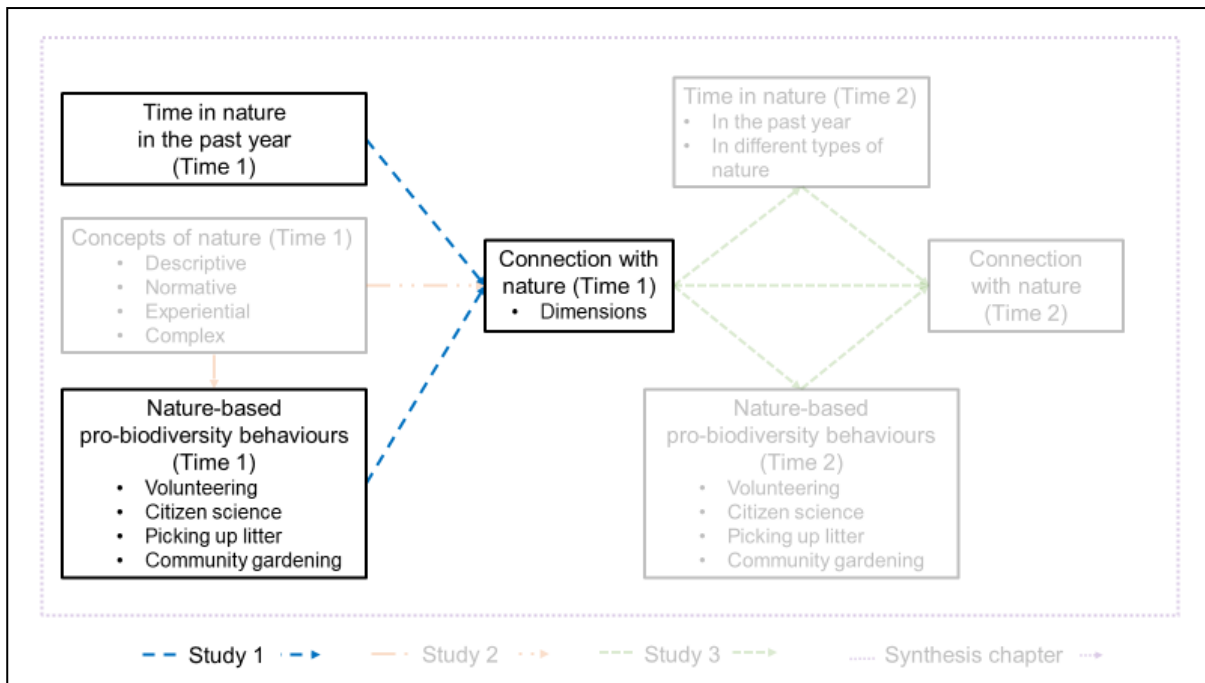 Time in nature
in the past year
(Time 1)
Concepts of nature (Time 1)
• Descriptive
• Normative
• Experiential
• Complex
Nature-based
pro-biodiversity behaviours
(Time 1)
• Volunteering
• Citizen science
• Picking up litter
• Community gardening
Connection with
nature (Time 1)
• Dimensions
Time in nature (Time 2)
• In the past year
• In different types of
nature
Connection
with nature
(Time 2)
Nature-based
pro-biodiversity behaviours
(Time 2)
• Volunteering
• Citizen science
• Picking up litter
• Community gardening
Study 1
Study 2
Study 3
Synthesis chapter